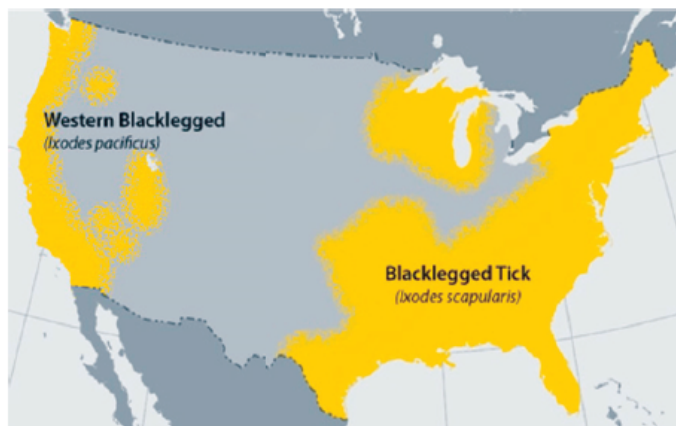 Western Blacklegged
(Ixodes pacificus)
Blacklegged Tick
(Ixodes scapularis)